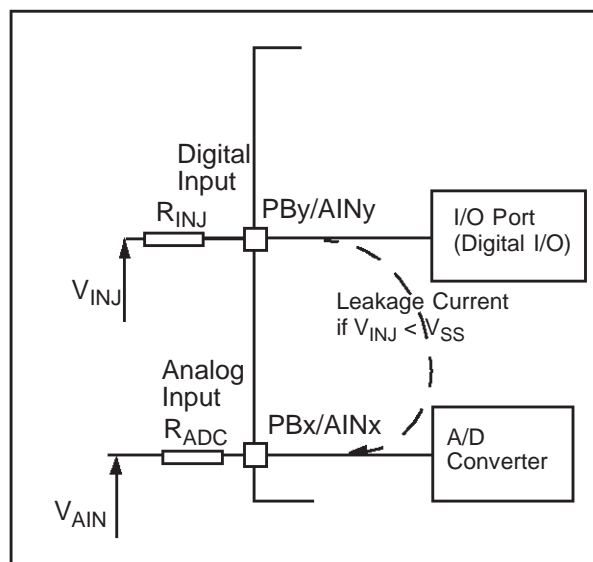 Digital
Input
R_INJ
PBy/AINy
I/O Port
(Digital I/O)
V_INJ
Leakage Current
if V_INJ < V_SS
Analog
Input
R_ADC
PBx/AINx
A/D
Converter
V_AIN